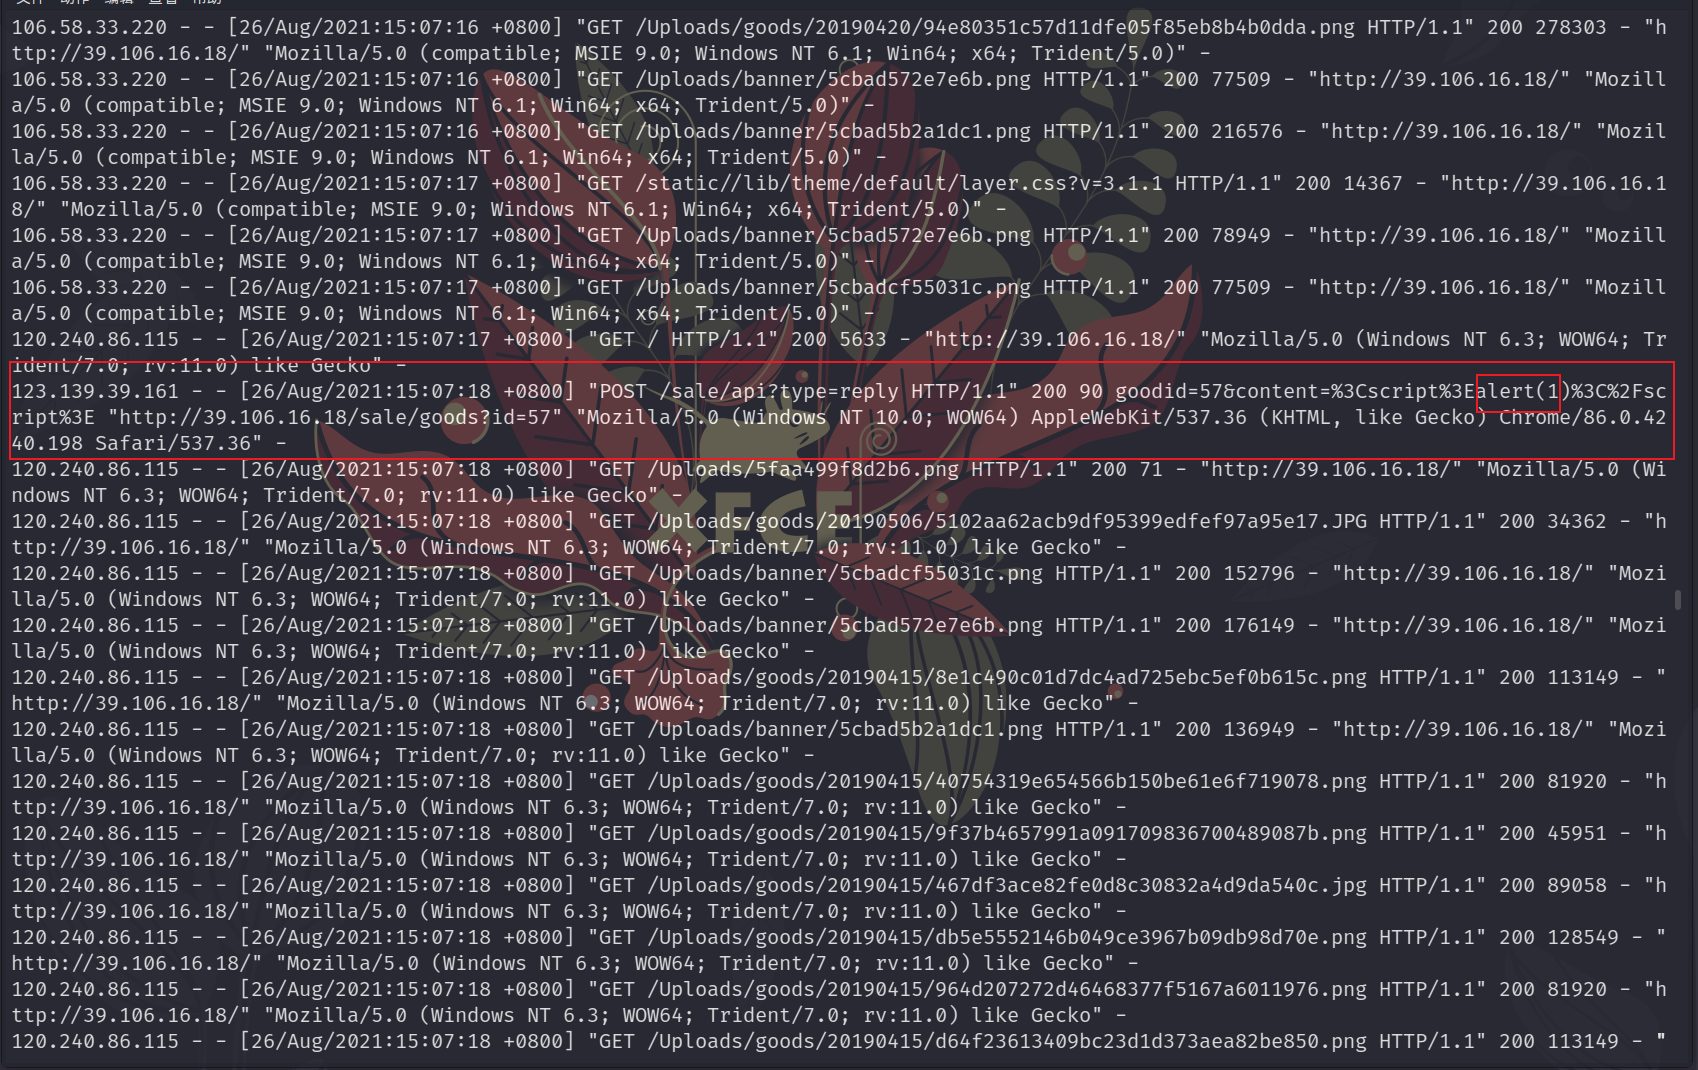 文件 动作 编辑 查看 帮助
106.58.33.220 - - [26/Aug/2021:15:07:16 +0800] "GET /Uploads/goods/20190420/94e80351c57d11dfe05f85eb8b4b0dda.png HTTP/1.1" 200 278303 - "h
ttp://39.106.16.18/" "Mozilla/5.0 (compatible; MSIE 9.0; Windows NT 6.1; Win64; x64; Trident/5.0)" -
106.58.33.220 - - [26/Aug/2021:15:07:16 +0800] "GET /Uploads/banner/5cbad572e7e6b.png HTTP/1.1" 200 77509 - "http://39.106.16.18/" "Mozill
a/5.0 (compatible; MSIE 9.0; Windows NT 6.1; Win64; x64; Trident/5.0)" -
106.58.33.220 - - [26/Aug/2021:15:07:16 +0800] "GET /Uploads/banner/5cbad5b2a1dc1.png HTTP/1.1" 200 216576 - "http://39.106.16.18/" "Mozil
la/5.0 (compatible; MSIE 9.0; Windows NT 6.1; Win64; x64; Trident/5.0)" -
106.58.33.220 - - [26/Aug/2021:15:07:17 +0800] "GET /static//lib/theme/default/layer.css?v=3.1.1 HTTP/1.1" 200 14367 - "http://39.106.16.1
8/" "Mozilla/5.0 (compatible; MSIE 9.0; Windows NT 6.1; Win64; x64; Trident/5.0)" -
106.58.33.220 - - [26/Aug/2021:15:07:17 +0800] "GET /Uploads/banner/5cbad572e7e6b.png HTTP/1.1" 200 78949 - "http://39.106.16.18/" "Mozill
a/5.0 (compatible; MSIE 9.0; Windows NT 6.1; Win64; x64; Trident/5.0)" -
106.58.33.220 - - [26/Aug/2021:15:07:17 +0800] "GET /Uploads/banner/5cbadcf55031c.png HTTP/1.1" 200 77509 - "http://39.106.16.18/" "Mozill
a/5.0 (compatible; MSIE 9.0; Windows NT 6.1; Win64; x64; Trident/5.0)" -
120.240.86.115 - - [26/Aug/2021:15:07:17 +0800] "GET / HTTP/1.1" 200 5633 - "http://39.106.16.18/" "Mozilla/5.0 (Windows NT 6.3; WOW64; Tr
ident/7.0; rv:11.0) like Gecko" -
123.139.39.161 - - [26/Aug/2021:15:07:18 +0800] "POST /sale/api?type=reply HTTP/1.1" 200 90 goodid=57&content=%3Cscript%3Ealert(1)%3C%2Fsc
ript%3E "http://39.106.16.18/sale/goods?id=57" "Mozilla/5.0 (Windows NT 10.0; WOW64) AppleWebKit/537.36 (KHTML, like Gecko) Chrome/86.0.42
40.198 Safari/537.36" -
120.240.86.115 - - [26/Aug/2021:15:07:18 +0800] "GET /Uploads/5faa499f8d2b6.png HTTP/1.1" 200 71 - "http://39.106.16.18/" "Mozilla/5.0 (Wi
ndows NT 6.3; WOW64; Trident/7.0; rv:11.0) like Gecko" -
XFCE
120.240.86.115 - - [26/Aug/2021:15:07:18 +0800] "GET /Uploads/goods/20190506/5102aa62acb9df95399edfef97a95e17.JPG HTTP/1.1" 200 34362 - "h
ttp://39.106.16.18/" "Mozilla/5.0 (Windows NT 6.3; WOW64; Trident/7.0; rv:11.0) like Gecko" -
120.240.86.115 - - [26/Aug/2021:15:07:18 +0800] "GET /Uploads/banner/5cbadcf55031c.png HTTP/1.1" 200 152796 - "http://39.106.16.18/" "Mozi
lla/5.0 (Windows NT 6.3; WOW64; Trident/7.0; rv:11.0) like Gecko" -
120.240.86.115 - - [26/Aug/2021:15:07:18 +0800] "GET /Uploads/banner/5cbad572e7e6b.png HTTP/1.1" 200 176149 - "http://39.106.16.18/" "Mozi
lla/5.0 (Windows NT 6.3; WOW64; Trident/7.0; rv:11.0) like Gecko" -
120.240.86.115 - - [26/Aug/2021:15:07:18 +0800] "GET /Uploads/goods/20190415/8e1c490c01d7dc4ad725ebc5ef0b615c.png HTTP/1.1" 200 113149 - "
http://39.106.16.18/" "Mozilla/5.0 (Windows NT 6.3; WOW64; Trident/7.0; rv:11.0) like Gecko" -
120.240.86.115 - - [26/Aug/2021:15:07:18 +0800] "GET /Uploads/banner/5cbad5b2a1dc1.png HTTP/1.1" 200 136949 - "http://39.106.16.18/" "Mozi
lla/5.0 (Windows NT 6.3; WOW64; Trident/7.0; rv:11.0) like Gecko" -
120.240.86.115 - - [26/Aug/2021:15:07:18 +0800] "GET /Uploads/goods/20190415/40754319e654566b150be61e6f719078.png HTTP/1.1" 200 81920 - "h
ttp://39.106.16.18/" "Mozilla/5.0 (Windows NT 6.3; WOW64; Trident/7.0; rv:11.0) like Gecko" -
120.240.86.115 - - [26/Aug/2021:15:07:18 +0800] "GET /Uploads/goods/20190415/9f37b4657991a091709836700489087b.png HTTP/1.1" 200 45951 - "h
ttp://39.106.16.18/" "Mozilla/5.0 (Windows NT 6.3; WOW64; Trident/7.0; rv:11.0) like Gecko" -
120.240.86.115 - - [26/Aug/2021:15:07:18 +0800] "GET /Uploads/goods/20190415/467df3ace82fe0d8c30832a4d9da540c.jpg HTTP/1.1" 200 89058 - "h
ttp://39.106.16.18/" "Mozilla/5.0 (Windows NT 6.3; WOW64; Trident/7.0; rv:11.0) like Gecko" -
120.240.86.115 - - [26/Aug/2021:15:07:18 +0800] "GET /Uploads/goods/20190415/db5e5552146b049ce3967b09db98d70e.png HTTP/1.1" 200 128549 - "
http://39.106.16.18/" "Mozilla/5.0 (Windows NT 6.3; WOW64; Trident/7.0; rv:11.0) like Gecko" -
120.240.86.115 - - [26/Aug/2021:15:07:18 +0800] "GET /Uploads/goods/20190415/964d207272d46468377f5167a6011976.png HTTP/1.1" 200 81920 - "h
ttp://39.106.16.18/" "Mozilla/5.0 (Windows NT 6.3; WOW64; Trident/7.0; rv:11.0) like Gecko" -
120.240.86.115 - - [26/Aug/2021:15:07:18 +0800] "GET /Uploads/goods/20190415/d64f23613409bc23d1d373aea82be850.png HTTP/1.1" 200 113149 - "